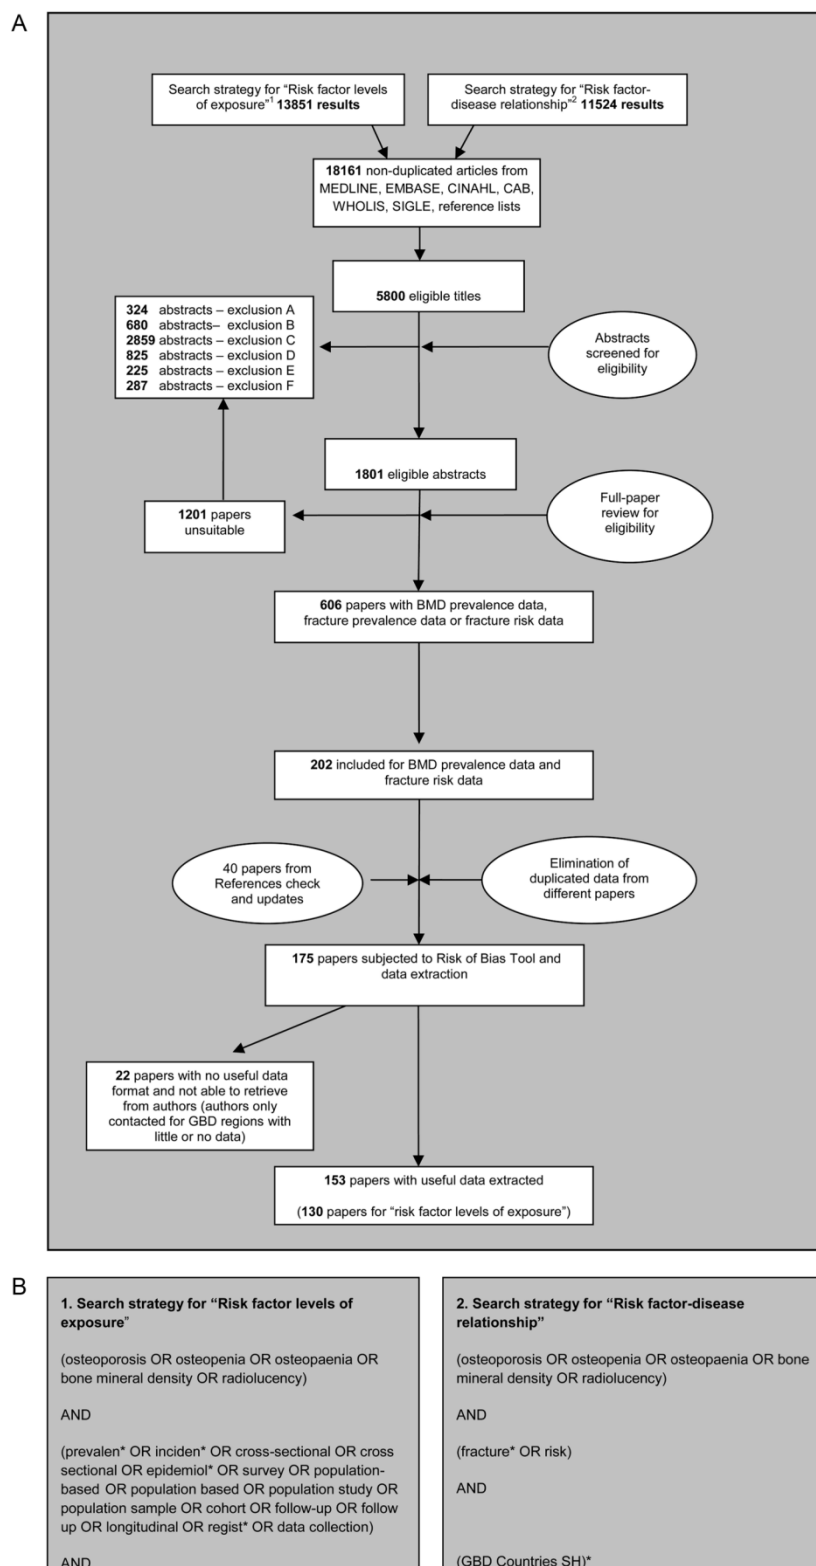 A
Search strategy for “Risk factor levels
of exposure”1 13851 results
Search strategy for “Risk factor-
disease relationship”2 11524 results
18161 non-duplicated articles from
MEDLINE, EMBASE, CINAHL, CAB,
WHOLIS, SIGLE, reference lists
5800 eligible titles
324 abstracts – exclusion A
680 abstracts– exclusion B
2859 abstracts – exclusion C
825 abstracts – exclusion D
225 abstracts – exclusion E
287 abstracts – exclusion F
Abstracts
screened for
eligibility
1801 eligible abstracts
1201 papers
unsuitable
Full-paper
review for
eligibility
606 papers with BMD prevalence data,
fracture prevalence data or fracture risk data
202 included for BMD prevalence data and
fracture risk data
40 papers from
References check
and updates
Elimination of
duplicated data from
different papers
175 papers subjected to Risk of Bias Tool and
data extraction
22 papers with no useful data
format and not able to retrieve
from authors (authors only
contacted for GBD regions with
little or no data)
153 papers with useful data extracted
(130 papers for “risk factor levels of exposure”)
B
1. Search strategy for “Risk factor levels of
exposure”
(osteoporosis OR osteopenia OR osteopaenia OR
bone mineral density OR radiolucency)
AND
(prevalen* OR inciden* OR cross-sectional OR cross
sectional OR epidemiol* OR survey OR population-
based OR population based OR population study OR
population sample OR cohort OR follow-up OR follow
up OR longitudinal OR regist* OR data collection)
AND
2. Search strategy for “Risk factor-disease
relationship”
(osteoporosis OR osteopenia OR osteopaenia OR bone
mineral density OR radiolucency)
AND
(fracture* OR risk)
AND
(GBD Countries SH)*